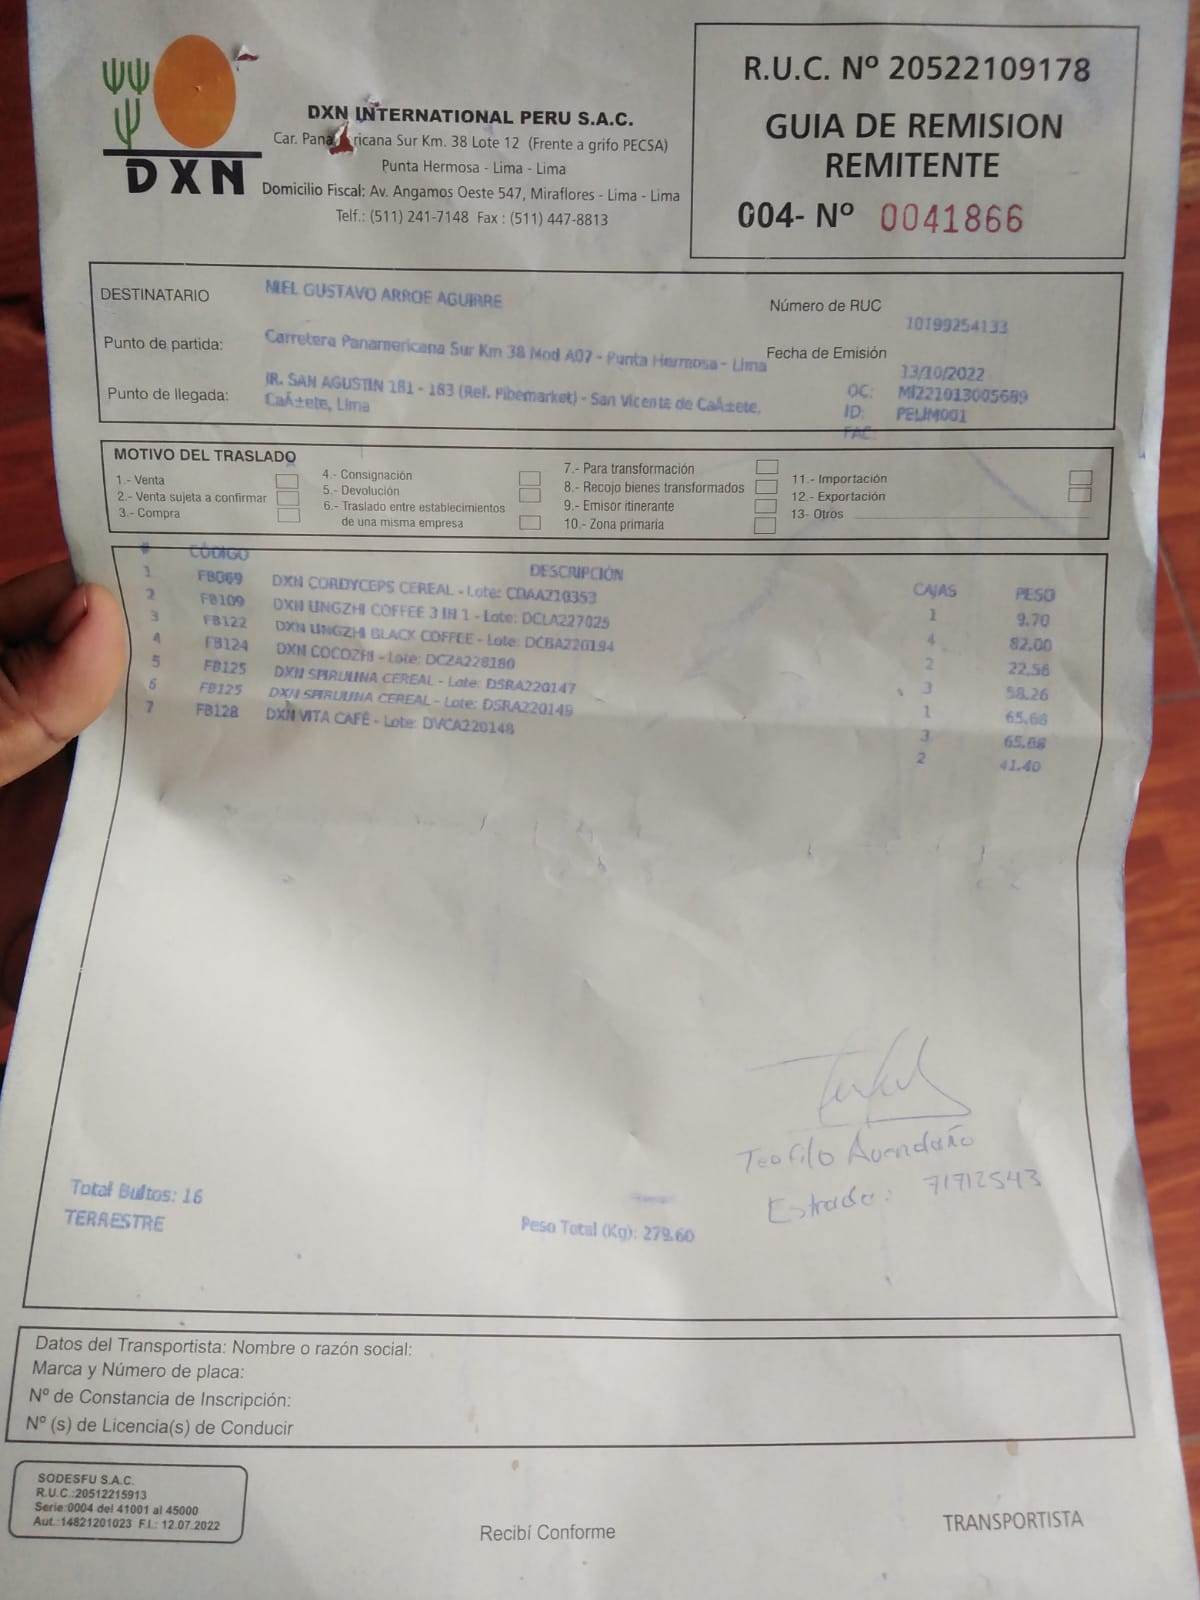 DXN
DXN INTERNATIONAL PERU S.A.C.
Car. Pana ricana Sur Km. 38 Lote 12 (Frente a grifo PECSA)
Punta Hermosa - Lima - Lima
Domicilio Fiscal: Av. Angamos Oeste 547, Miraflores - Lima - Lima
Telf.: (511) 241-7148 Fax : (511) 447-8813
R.U.C. Nº 20522109178
GUIA DE REMISION
REMITENTE
004- Nº 0041866
DESTINATARIO GUSTAVO ARROE AGUIRRE
Número de RUC 10199254133
Punto de partida: Carretera Panamericana Sur Km 38 Mod A07 - Punta Hermosa - Lima
Fecha de Emisión 13/10/2022
Punto de llegada: JR. SAN AGUSTIN 181 - 183 (Ref. Pibemarket) - San Vicente de CaÃ±ete,
CaÃ±ete, Lima
OC: MI221013005689
ID: PELIM001
FAC:
MOTIVO DEL TRASLADO
1.- Venta
2.- Venta sujeta a confirmar
3.- Compra
4.- Consignación
5.- Devolución
6.- Traslado entre establecimientos
de una misma empresa
7.- Para transformación
8.- Recojo bienes transformados
9.- Emisor itinerante
10.- Zona primaria
11.- Importación
12.- Exportación
13- Otros
# CÓDIGO DESCRIPCIÓN CAJAS PESO
1 FB069 DXN CORDYCEPS CEREAL - Lote: CDAA210353 1 9.70
2 FB109 DXN LINGZHI COFFEE 3 IN 1 - Lote: DCLA227025 4 82.00
3 FB122 DXN LINGZHI BLACK COFFEE - Lote: DCBA220194 2 22.56
4 FB124 DXN COCOZHI - Lote: DCZA228180 3 58.26
5 FB125 DXN SPIRULINA CEREAL - Lote: DSRA220147 1 65.68
6 FB125 DXN SPIRULINA CEREAL - Lote: DSRA220149 3 65.68
7 FB128 DXN VITA CAFÉ - Lote: DVCA220148 2 41.40
Teofilo Avendaño
Estrada: 71712543
Total Bultos: 16
TERRESTRE
Peso Total (Kg): 279.60
Datos del Transportista: Nombre o razón social:
Marca y Número de placa:
Nº de Constancia de Inscripción:
Nº (s) de Licencia(s) de Conducir
SODESFU S.A.C.
R.U.C.:20512215913
Serie:0004 del 41001 al 45000
Aut.:14821201023 F.I.: 12.07.2022
Recibí Conforme
TRANSPORTISTA